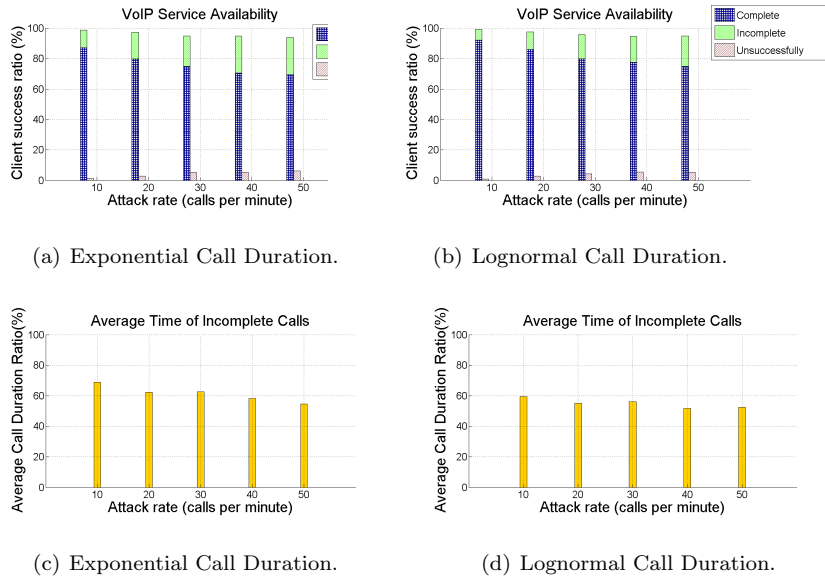 VoIP Service Availability
Client success ratio (%)
100
80
60
40
20
0
10 20 30 40 50
Attack rate (calls per minute)
(a) Exponential Call Duration.
VoIP Service Availability
Client success ratio (%)
100
80
60
40
20
0
10 20 30 40 50
Attack rate (calls per minute)
Complete
Incomplete
Unsuccessfully
(b) Lognormal Call Duration.
Average Time of Incomplete Calls
Average Call Duration Ratio(%)
100
80
60
40
20
0
10 20 30 40 50
Attack rate (calls per minute)
(c) Exponential Call Duration.
Average Time of Incomplete Calls
Average Call Duration Ratio(%)
100
80
60
40
20
0
10 20 30 40 50
Attack rate (calls per minute)
(d) Lognormal Call Duration.